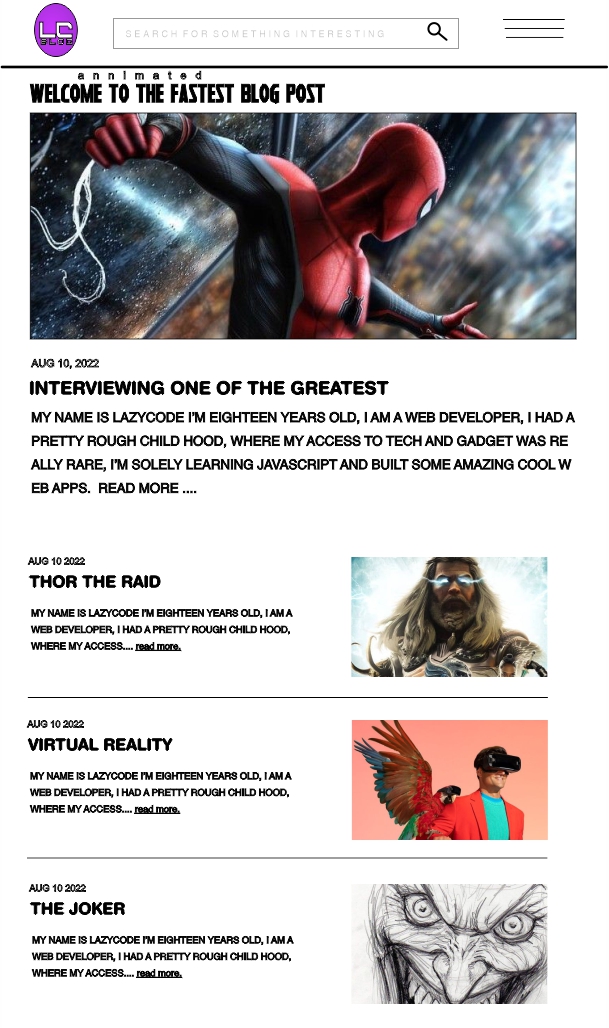 LC
BLOG
SEARCH FOR SOMETHING INTERESTING
annimated
WELCOME TO THE FASTEST BLOG POST
AUG 10, 2022
INTERVIEWING ONE OF THE GREATEST
MY NAME IS LAZYCODE I'M EIGHTEEN YEARS OLD, I AM A WEB DEVELOPER, I HAD A
PRETTY ROUGH CHILD HOOD, WHERE MY ACCESS TO TECH AND GADGET WAS RE
ALLY RARE, I'M SOLELY LEARNING JAVASCRIPT AND BUILT SOME AMAZING COOL W
EB APPS.  READ MORE ....
AUG 10 2022
THOR THE RAID
MY NAME IS LAZYCODE I'M EIGHTEEN YEARS OLD, I AM A
WEB DEVELOPER, I HAD A PRETTY ROUGH CHILD HOOD,
WHERE MY ACCESS.... read more.
AUG 10 2022
VIRTUAL REALITY
MY NAME IS LAZYCODE I'M EIGHTEEN YEARS OLD, I AM A
WEB DEVELOPER, I HAD A PRETTY ROUGH CHILD HOOD,
WHERE MY ACCESS.... read more.
AUG 10 2022
THE JOKER
MY NAME IS LAZYCODE I'M EIGHTEEN YEARS OLD, I AM A
WEB DEVELOPER, I HAD A PRETTY ROUGH CHILD HOOD,
WHERE MY ACCESS.... read more.